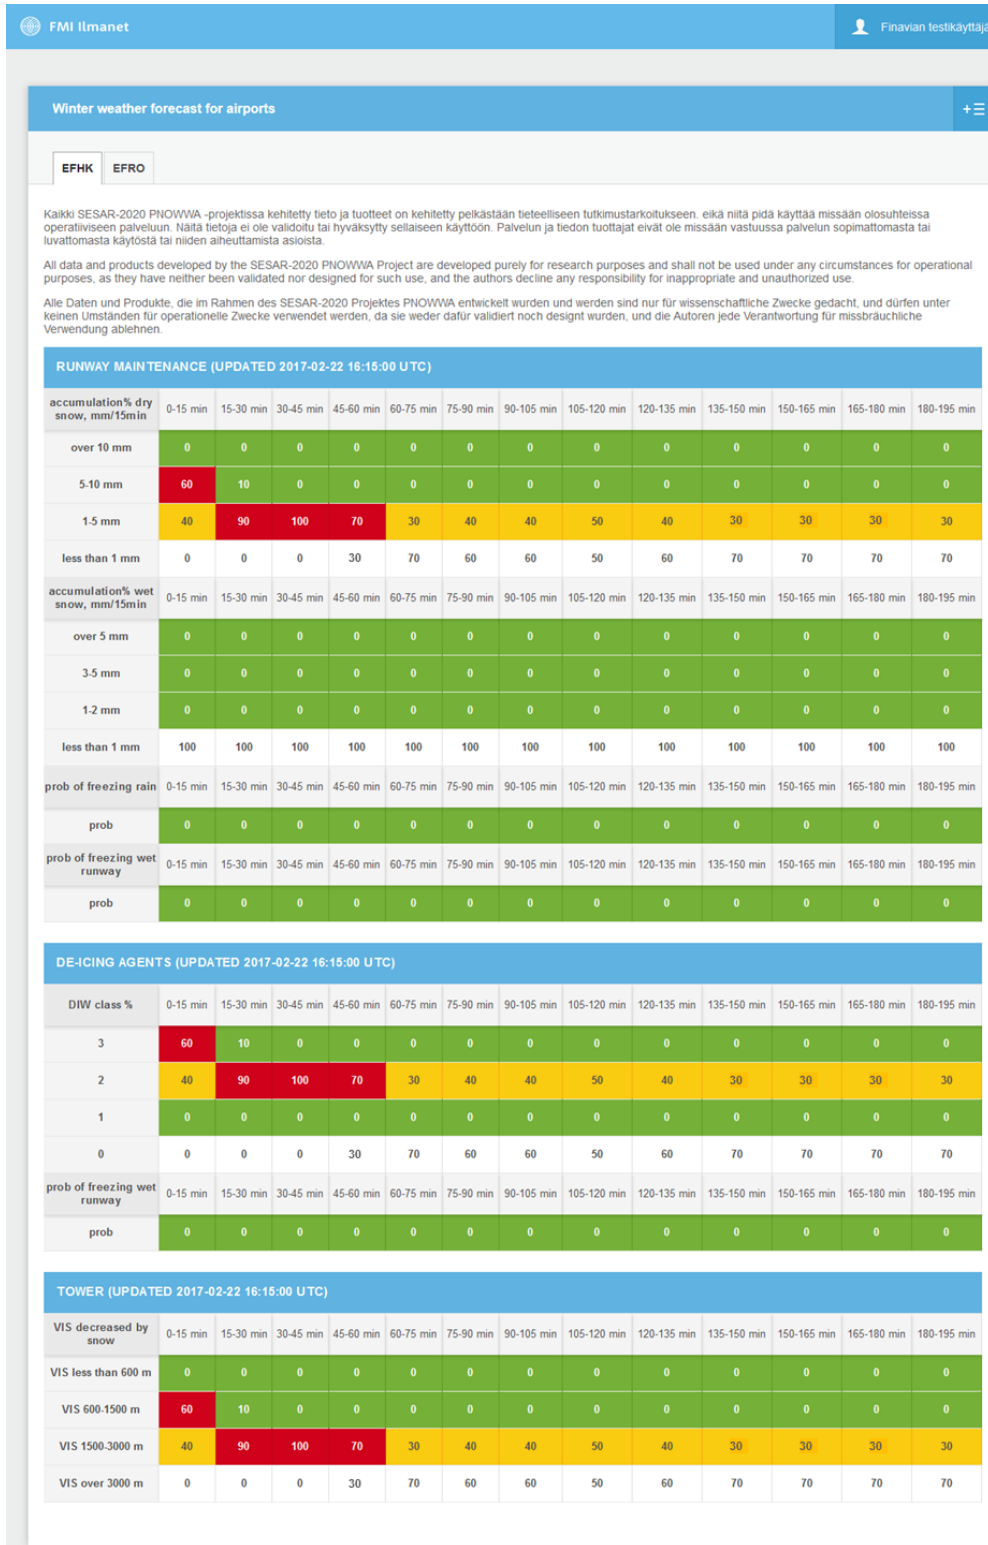 FMI Ilmanet
Finavian testikäyttäjä
Winter weather forecast for airports
+
EFHK EFRO
Kaikki SESAR-2020 PNOWWA -projektissa kehitetty tieto ja tuotteet on kehitetty pelkästään tieteelliseen tutkimustarkoitukseen. eikä niitä pidä käyttää missään olosuhteissa
operatiiviseen palveluun. Näitä tietoja ei ole validoitu tai hyväksytty sellaiseen käyttöön. Palvelun ja tiedon tuottajat eivät ole missään vastuussa palvelun sopimattomasta tai
luvattomasta käytöstä tai niiden aiheuttamista asioista.
All data and products developed by the SESAR-2020 PNOWWA Project are developed purely for research purposes and shall not be used under any circumstances for operational
purposes, as they have neither been validated nor designed for such use, and the authors decline any responsibility for inappropriate and unauthorized use.
Alle Daten und Produkte, die im Rahmen des SESAR-2020 Projektes PNOWWA entwickelt wurden und werden sind nur für wissenschaftliche Zwecke gedacht, und dürfen unter
keinen Umständen für operationelle Zwecke verwendet werden, da sie weder dafür validiert noch designt wurden, und die Autoren jede Verantwortung für missbräuchliche
Verwendung ablehnen.
RUNWAY MAINTENANCE (UPDATED 2017-02-22 16:15:00 UTC)
accumulation% dry
snow, mm/15min 0-15 min 15-30 min 30-45 min 45-60 min 60-75 min 75-90 min 90-105 min 105-120 min 120-135 min 135-150 min 150-165 min 165-180 min 180-195 min
over 10 mm 0 0 0 0 0 0 0 0 0 0 0 0 0
5-10 mm 60 10 0 0 0 0 0 0 0 0 0 0 0
1-5 mm 40 90 100 70 30 40 40 50 40 30 30 30 30
less than 1 mm 0 0 0 30 70 60 60 50 60 70 70 70 70
accumulation% wet
snow, mm/15min 0-15 min 15-30 min 30-45 min 45-60 min 60-75 min 75-90 min 90-105 min 105-120 min 120-135 min 135-150 min 150-165 min 165-180 min 180-195 min
over 5 mm 0 0 0 0 0 0 0 0 0 0 0 0 0
3-5 mm 0 0 0 0 0 0 0 0 0 0 0 0 0
1-2 mm 0 0 0 0 0 0 0 0 0 0 0 0 0
less than 1 mm 100 100 100 100 100 100 100 100 100 100 100 100 100
prob of freezing rain 0-15 min 15-30 min 30-45 min 45-60 min 60-75 min 75-90 min 90-105 min 105-120 min 120-135 min 135-150 min 150-165 min 165-180 min 180-195 min
prob 0 0 0 0 0 0 0 0 0 0 0 0 0
prob of freezing wet
runway 0-15 min 15-30 min 30-45 min 45-60 min 60-75 min 75-90 min 90-105 min 105-120 min 120-135 min 135-150 min 150-165 min 165-180 min 180-195 min
prob 0 0 0 0 0 0 0 0 0 0 0 0 0
DE-ICING AGENTS (UPDATED 2017-02-22 16:15:00 UTC)
DIW class % 0-15 min 15-30 min 30-45 min 45-60 min 60-75 min 75-90 min 90-105 min 105-120 min 120-135 min 135-150 min 150-165 min 165-180 min 180-195 min
3 60 10 0 0 0 0 0 0 0 0 0 0 0
2 40 90 100 70 30 40 40 50 40 30 30 30 30
1 0 0 0 0 0 0 0 0 0 0 0 0 0
0 0 0 0 30 70 60 60 50 60 70 70 70 70
prob of freezing wet
runway 0-15 min 15-30 min 30-45 min 45-60 min 60-75 min 75-90 min 90-105 min 105-120 min 120-135 min 135-150 min 150-165 min 165-180 min 180-195 min
prob 0 0 0 0 0 0 0 0 0 0 0 0 0
TOWER (UPDATED 2017-02-22 16:15:00 UTC)
VIS decreased by
snow 0-15 min 15-30 min 30-45 min 45-60 min 60-75 min 75-90 min 90-105 min 105-120 min 120-135 min 135-150 min 150-165 min 165-180 min 180-195 min
VIS less than 600 m 0 0 0 0 0 0 0 0 0 0 0 0 0
VIS 600-1500 m 60 10 0 0 0 0 0 0 0 0 0 0 0
VIS 1500-3000 m 40 90 100 70 30 40 40 50 40 30 30 30 30
VIS over 3000 m 0 0 0 30 70 60 60 50 60 70 70 70 70